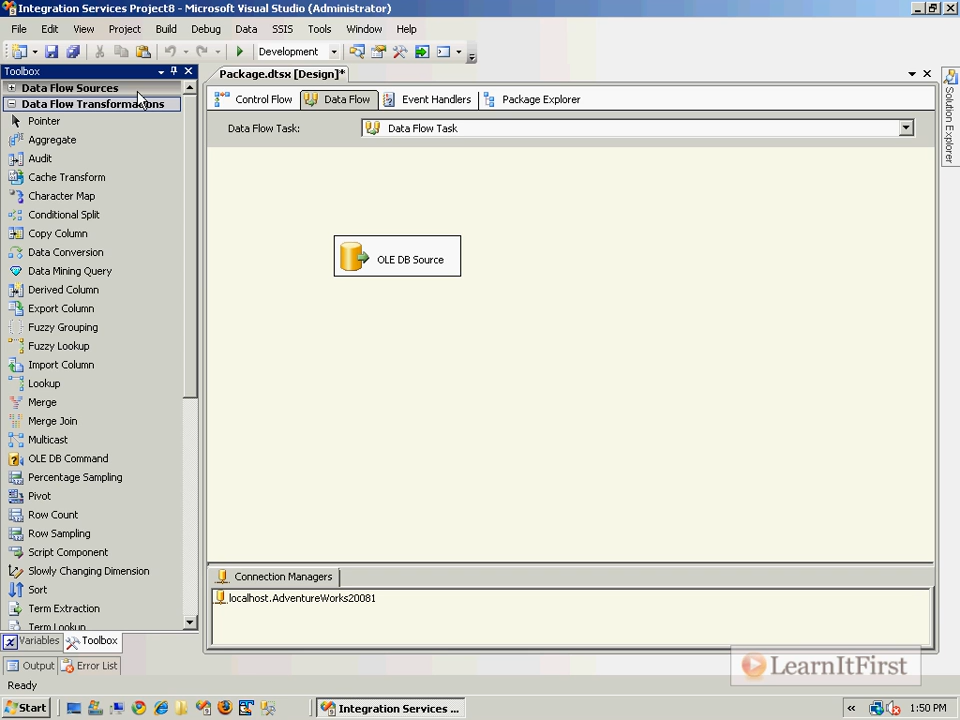 Integration Services Project8 - Microsoft Visual Studio (Administrator)
File Edit View Project Build Debug Data SSIS Tools Window Help
Development
Toolbox
Package.dtsx [Design]*
Data Flow Sources
Data Flow Transformations
Pointer
Aggregate
Audit
Cache Transform
Character Map
Conditional Split
Copy Column
Data Conversion
Data Mining Query
Derived Column
Export Column
Fuzzy Grouping
Fuzzy Lookup
Import Column
Lookup
Merge
Merge Join
Multicast
OLE DB Command
Percentage Sampling
Pivot
Row Count
Row Sampling
Script Component
Slowly Changing Dimension
Sort
Term Extraction
Term Lookup
Variables Toolbox
Output Error List
Control Flow Data Flow Event Handlers Package Explorer
Data Flow Task: Data Flow Task
OLE DB Source
Connection Managers
localhost.AdventureWorks20081
Solution Explorer
LearnItFirst
Ready
Start Integration Services ... 1:50 PM